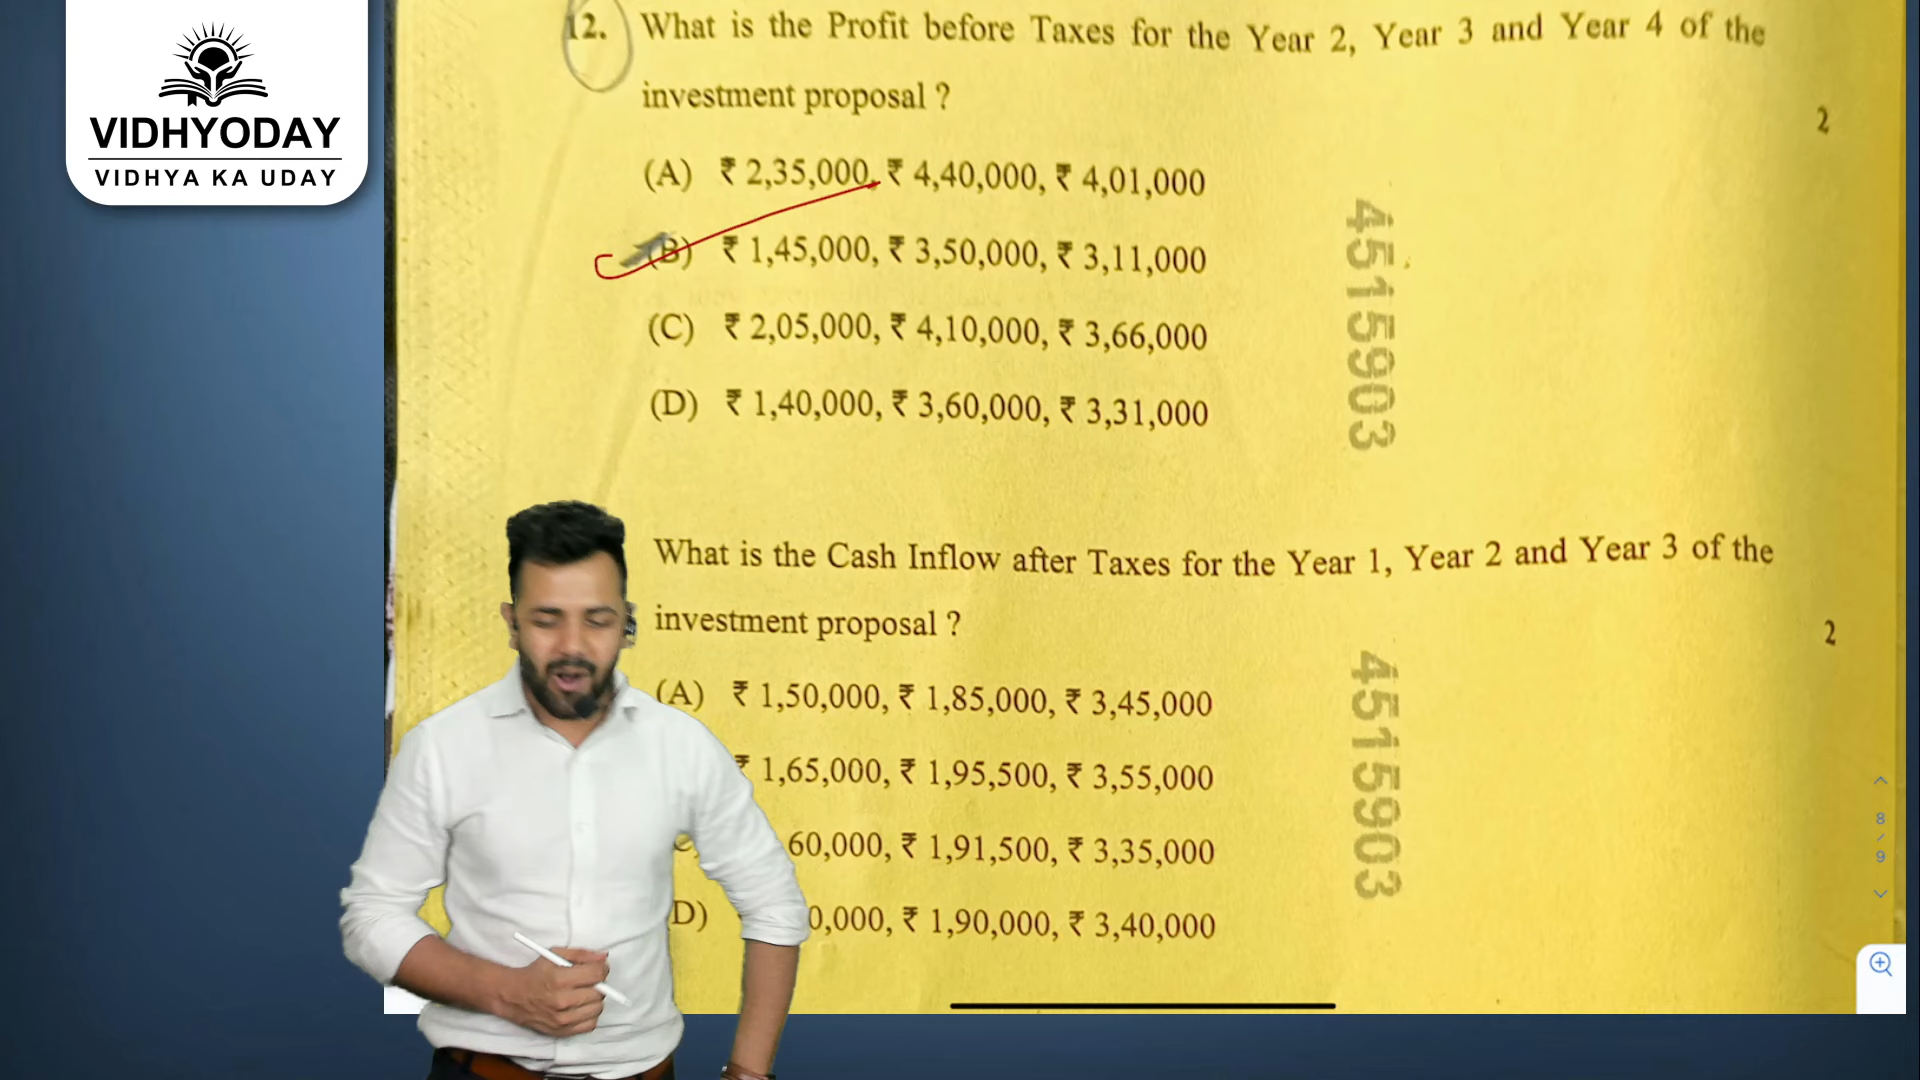 VIDHYODAY
VIDHYA KA UDAY
12. What is the Profit before Taxes for the Year 2, Year 3 and Year 4 of the
investment proposal ?
2
(A) ₹ 2,35,000, ₹ 4,40,000, ₹ 4,01,000
(B) ₹ 1,45,000, ₹ 3,50,000, ₹ 3,11,000
(C) ₹ 2,05,000, ₹ 4,10,000, ₹ 3,66,000
(D) ₹ 1,40,000, ₹ 3,60,000, ₹ 3,31,000
4515903
What is the Cash Inflow after Taxes for the Year 1, Year 2 and Year 3 of the
investment proposal ?
2
(A) ₹ 1,50,000, ₹ 1,85,000, ₹ 3,45,000
₹ 1,65,000, ₹ 1,95,500, ₹ 3,55,000
60,000, ₹ 1,91,500, ₹ 3,35,000
D) 0,000, ₹ 1,90,000, ₹ 3,40,000
4515903
8
/
9